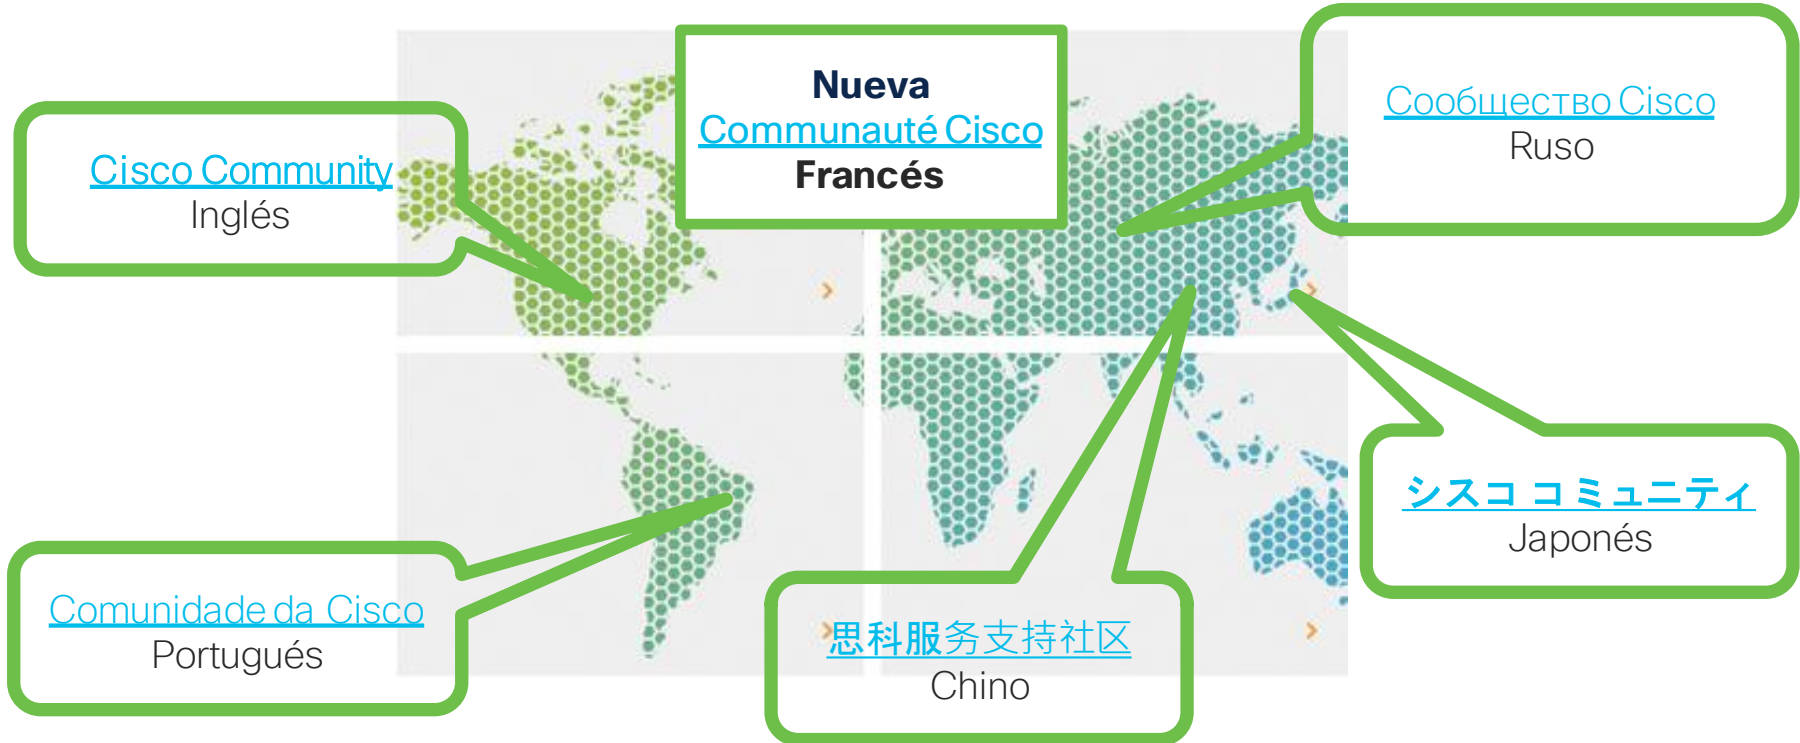 Nueva
Communauté Cisco
Francés
Сообщество Cisco
Ruso
Cisco Community
Inglés
シスコ コミュニティ
Japonés
Comunidade da Cisco
Portugués
思科服务支持社区
Chino